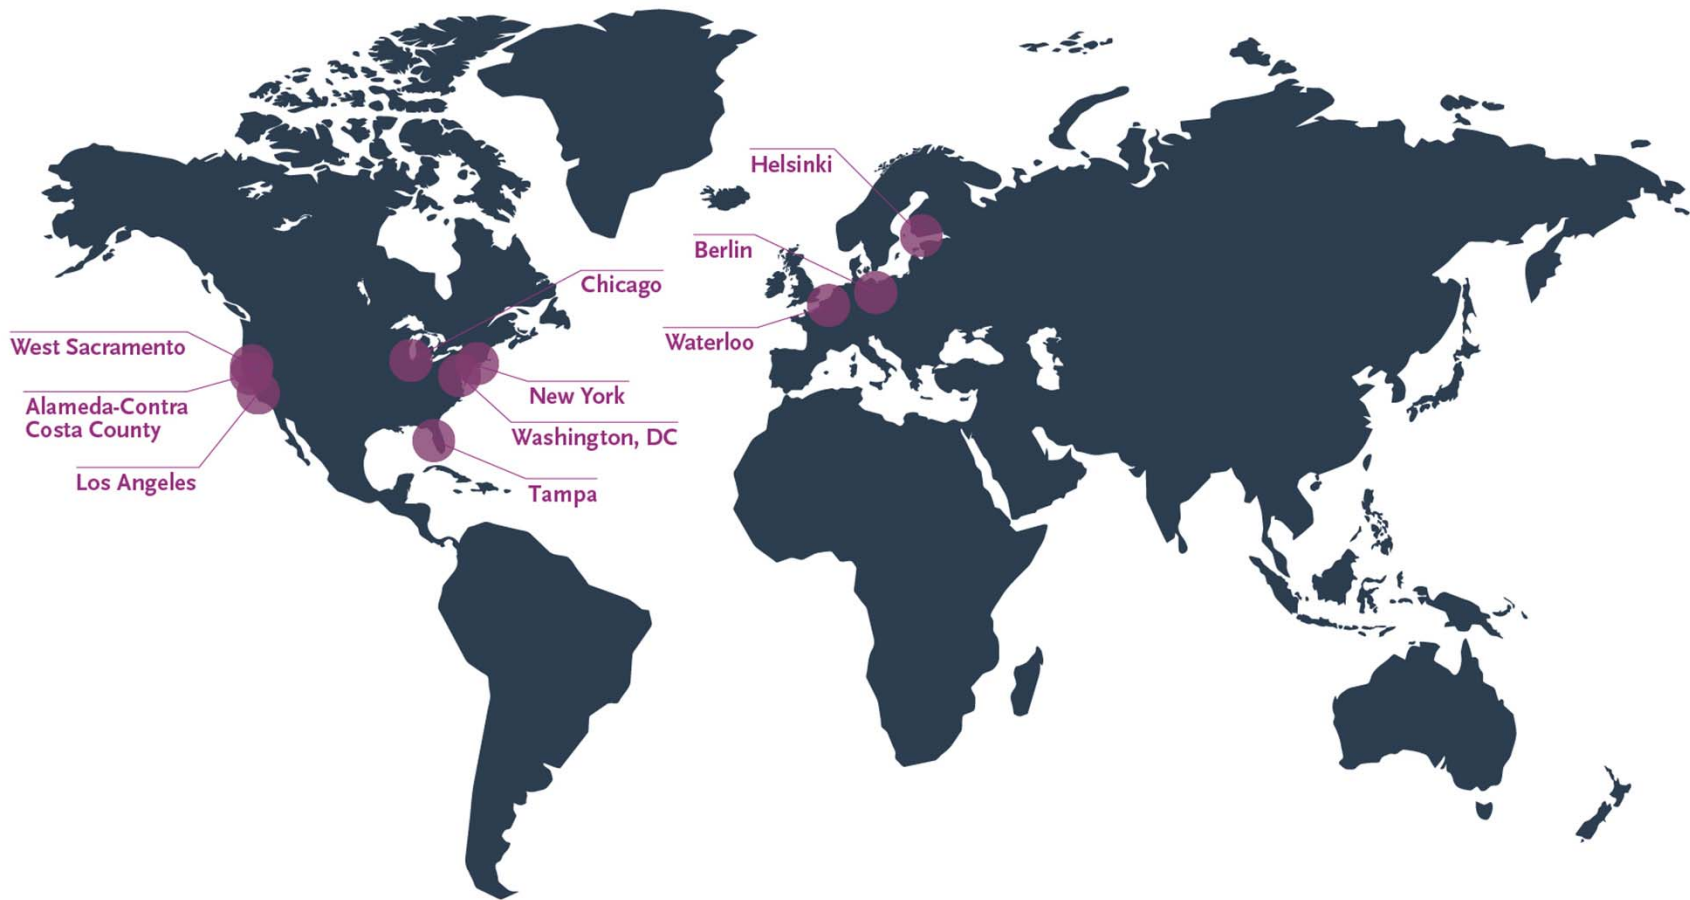 Helsinki
Berlin
Chicago
Waterloo
West Sacramento
New York
Alameda-Contra
Costa County
Washington, DC
Los Angeles
Tampa